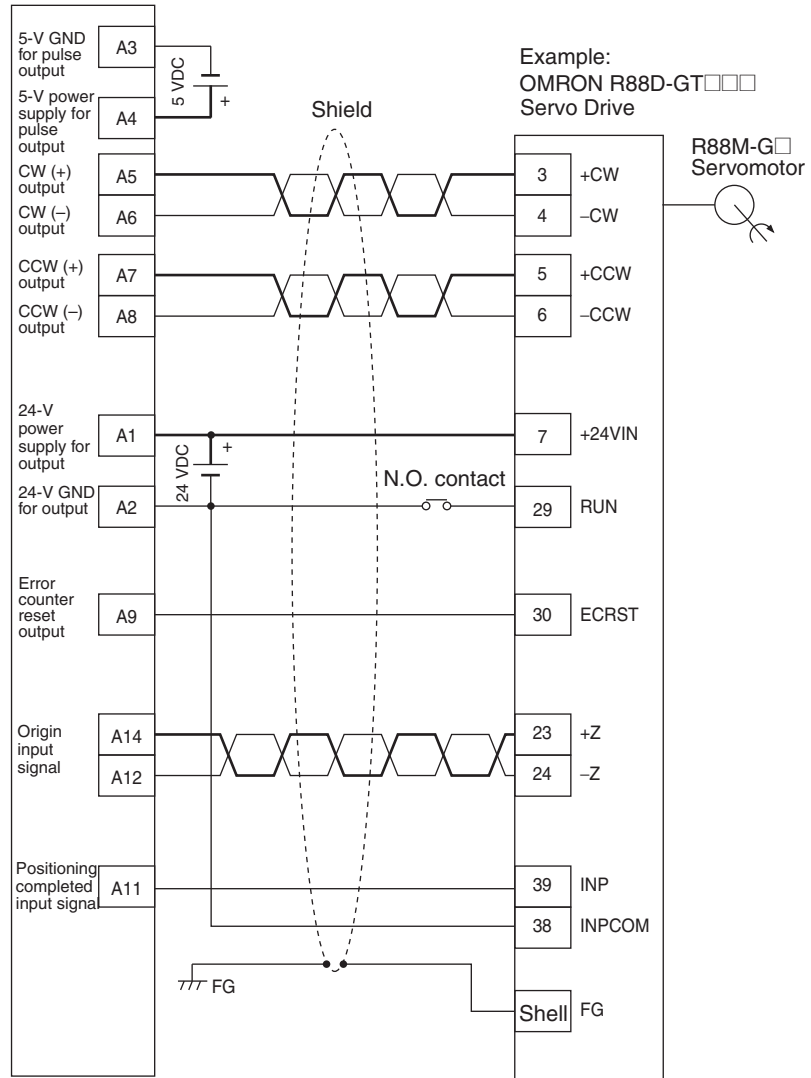 5-V GND
for pulse
output
A3
5 VDC
+
5-V power
supply for
pulse
output
A4
Shield
Example:
OMRON R88D-GT□□□
Servo Drive
R88M-G□
Servomotor
CW (+)
output
A5
3
+CW
CW (–)
output
A6
4
–CW
CCW (+)
output
A7
5
+CCW
CCW (–)
output
A8
6
–CCW
24-V
power
supply for
output
A1
24 VDC
+
7
+24VIN
24-V GND
for output
A2
N.O. contact
29
RUN
Error
counter
reset
output
A9
30
ECRST
Origin
input
signal
A14
23
+Z
A12
24
–Z
Positioning
completed
input signal
A11
39
INP
38
INPCOM
FG
Shell
FG